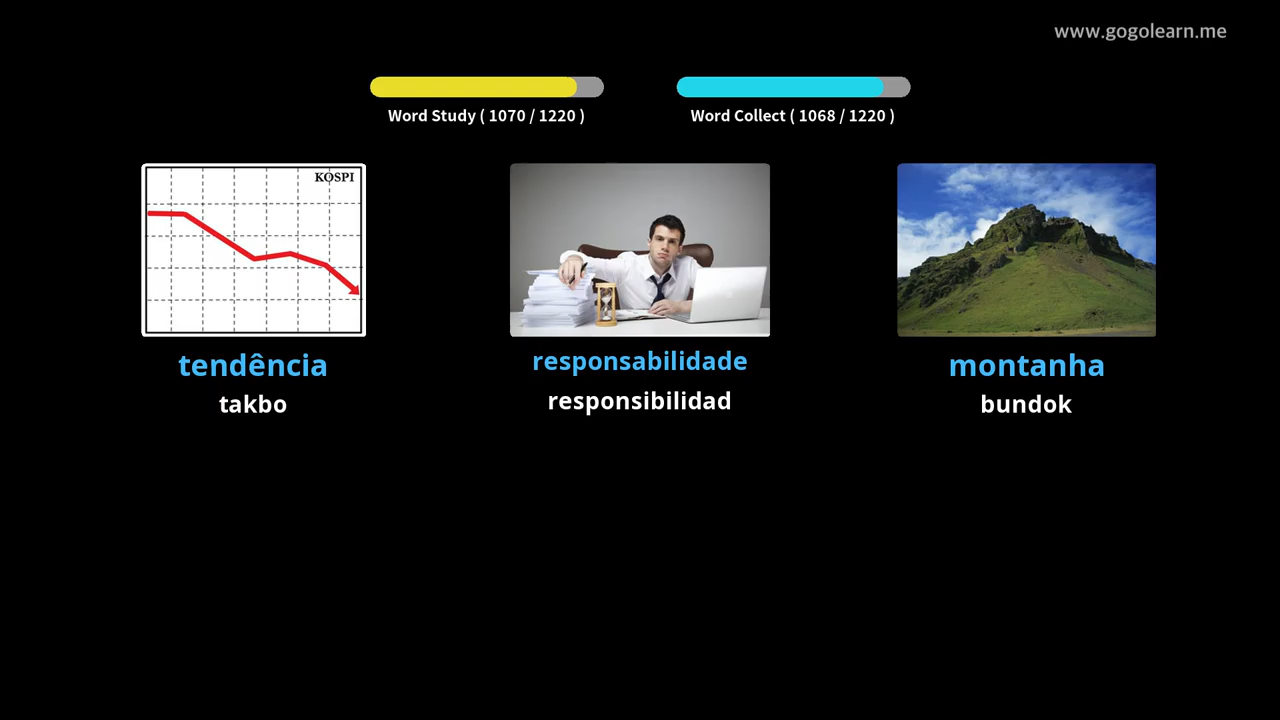 www.gogolearn.me
Word Study ( 1070 / 1220 )
Word Collect ( 1068 / 1220 )
KOSPI
tendência
takbo
responsabilidade
responsibilidad
montanha
bundok